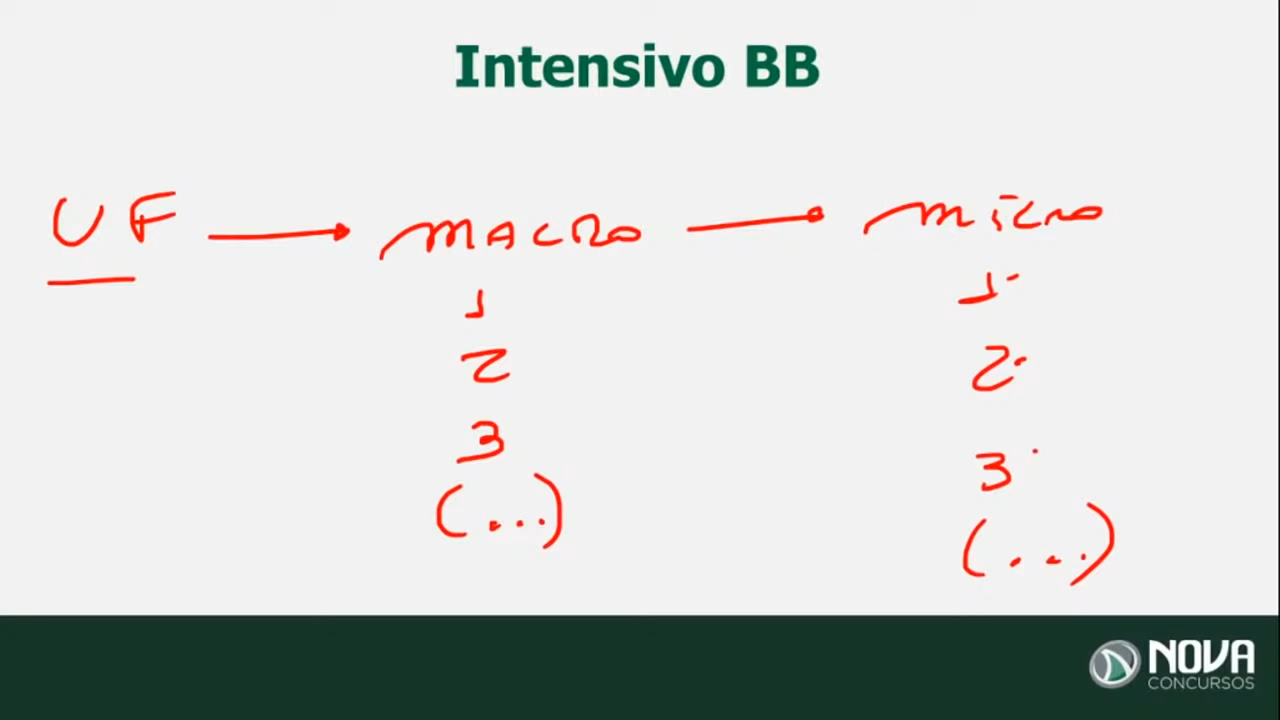 Intensivo BB
UF → MACRO → micro
1 1
2 2
3 3
(...) (...)
NOVA
CONCURSOS